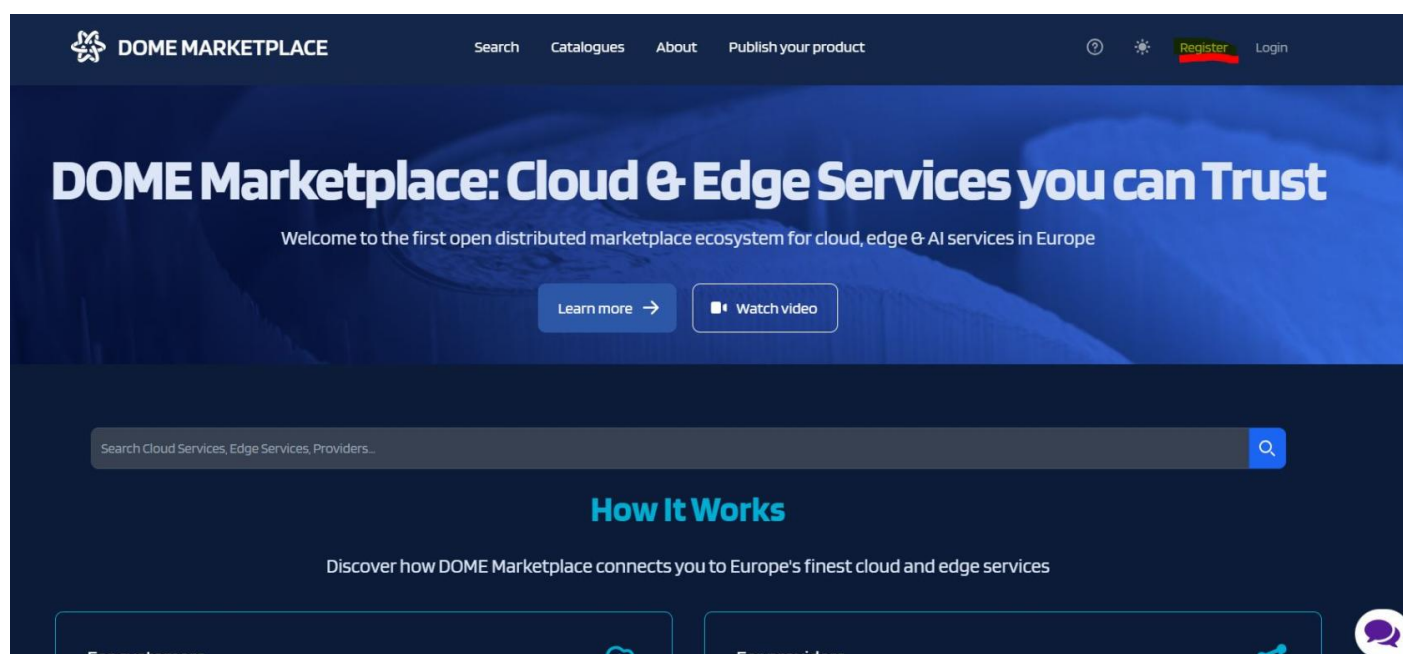 DOME MARKETPLACE
Search
Catalogues
About
Publish your product
Register
Login
DOME Marketplace: Cloud & Edge Services you can Trust
Welcome to the first open distributed marketplace ecosystem for cloud, edge & AI services in Europe
Learn more
Watch video
Search Cloud Services, Edge Services, Providers...
How It Works
Discover how DOME Marketplace connects you to Europe's finest cloud and edge services